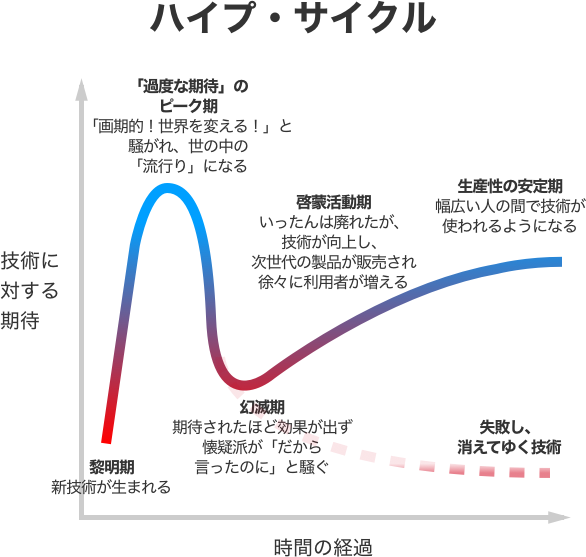 ハイプ・サイクル
「過度な期待」の
ピーク期
「画期的！世界を変える！」と
騒がれ、世の中の
「流行り」になる
生産性の安定期
幅広い人の間で技術が
使われるようになる
啓蒙活動期
いったんは廃れたが、
技術が向上し、
次世代の製品が販売され
徐々に利用者が増える
技術に
対する
期待
幻滅期
期待されたほど効果が出ず
懐疑派が「だから
言ったのに」と騒ぐ
失敗し、
消えてゆく技術
黎明期
新技術が生まれる
時間の経過